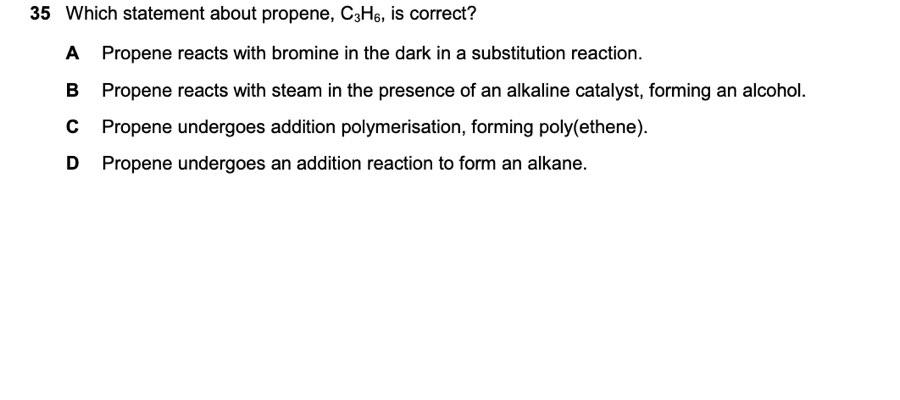 35 Which statement about propene, C₃H₆, is correct?
A Propene reacts with bromine in the dark in a substitution reaction.
B Propene reacts with steam in the presence of an alkaline catalyst, forming an alcohol.
C Propene undergoes addition polymerisation, forming poly(ethene).
D Propene undergoes an addition reaction to form an alkane.